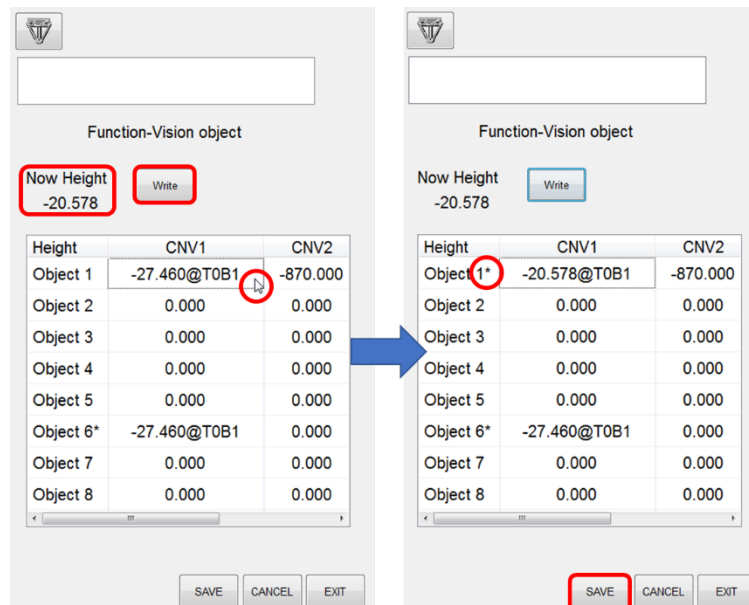 Function-Vision object
Now Height
-20.578
Write
Height CNV1 CNV2
Object 1 -27.460@T0B1 -870.000
Object 2 0.000 0.000
Object 3 0.000 0.000
Object 4 0.000 0.000
Object 5 0.000 0.000
Object 6* -27.460@T0B1 0.000
Object 7 0.000 0.000
Object 8 0.000 0.000
SAVE CANCEL EXIT
Function-Vision object
Now Height
-20.578
Write
Height CNV1 CNV2
Object 1* -20.578@T0B1 -870.000
Object 2 0.000 0.000
Object 3 0.000 0.000
Object 4 0.000 0.000
Object 5 0.000 0.000
Object 6* -27.460@T0B1 0.000
Object 7 0.000 0.000
Object 8 0.000 0.000
SAVE CANCEL EXIT